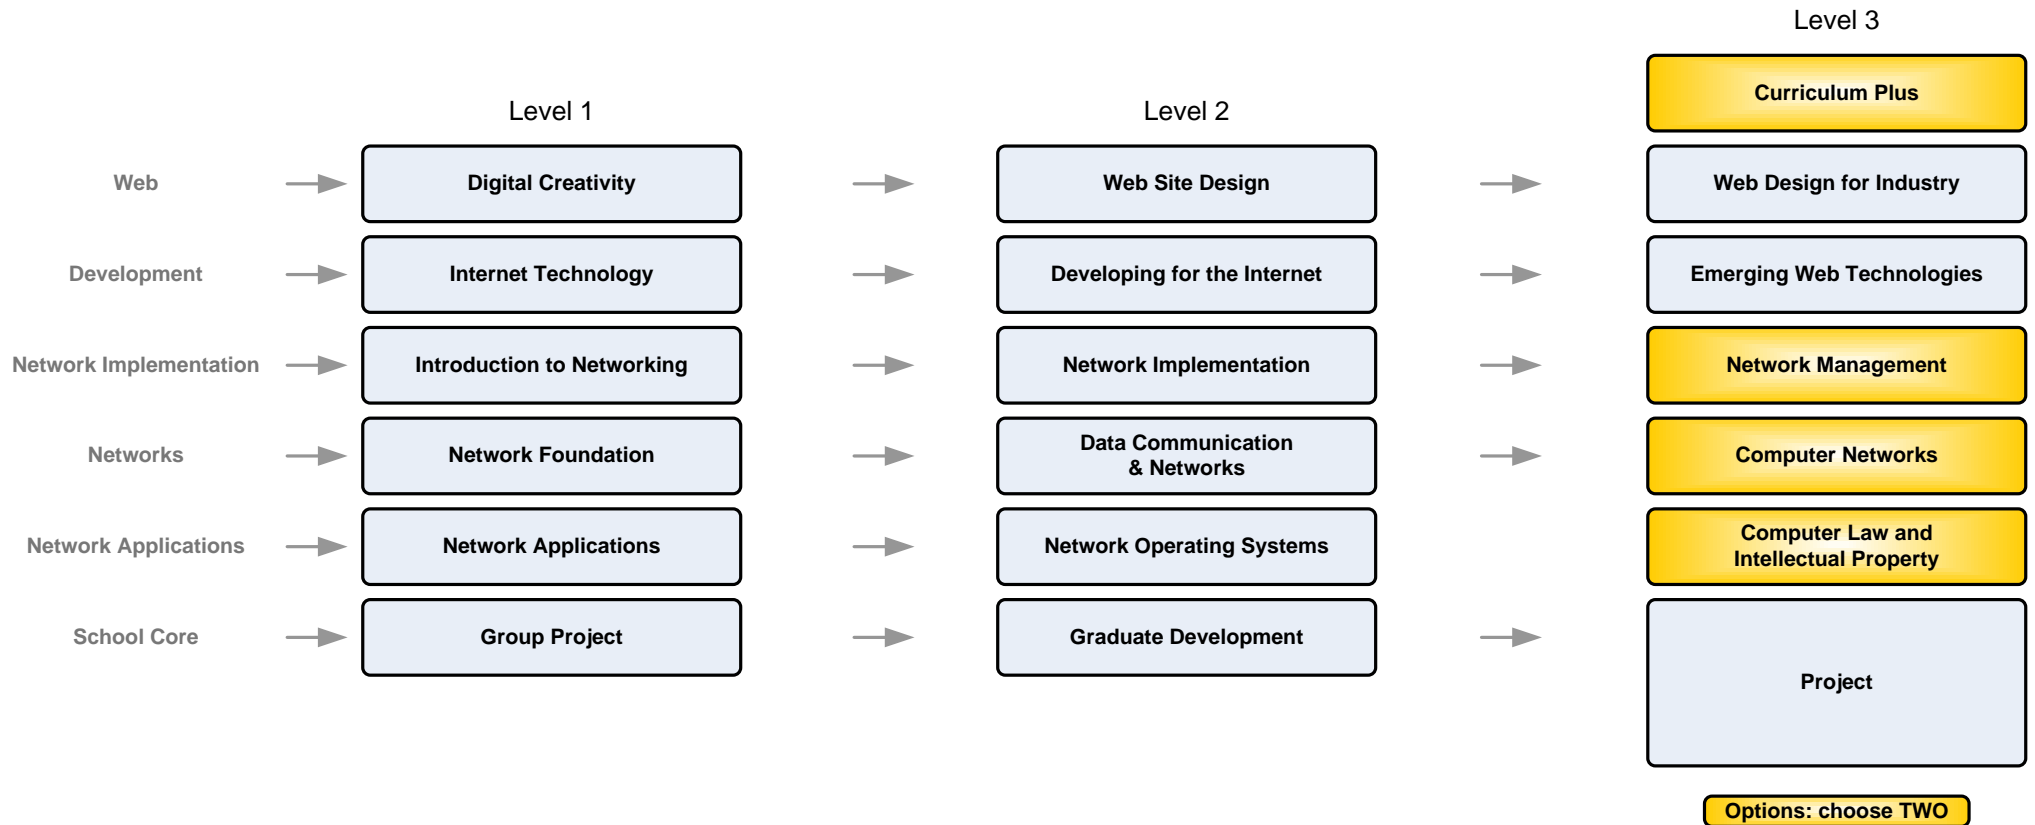 Level 3
Curriculum Plus
Level 1
Level 2
Web
Digital Creativity
Web Site Design
Web Design for Industry
Development
Internet Technology
Developing for the Internet
Emerging Web Technologies
Network Implementation
Introduction to Networking
Network Implementation
Network Management
Networks
Network Foundation
Data Communication
& Networks
Computer Networks
Network Applications
Network Applications
Network Operating Systems
Computer Law and
Intellectual Property
School Core
Group Project
Graduate Development
Project
Options: choose TWO